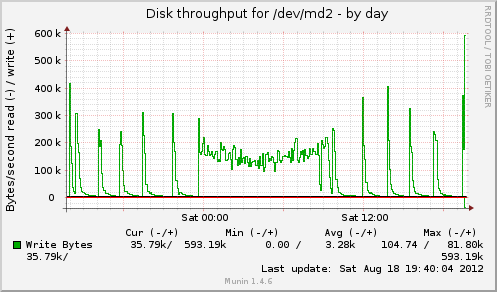 Disk throughput for /dev/md2 - by day
RRDTOOL / TOBI OETIKER
Bytes/second read (-) / write (+)
600 k
500 k
400 k
300 k
200 k
100 k
0
Sat 00:00
Sat 12:00
Cur (-/+) Min (-/+) Avg (-/+) Max (-/+)
Write Bytes 35.79k/ 593.19k 0.00 / 3.28k 104.74 / 81.80k
35.79k/ 593.19k
Last update: Sat Aug 18 19:40:04 2012
Munin 1.4.6